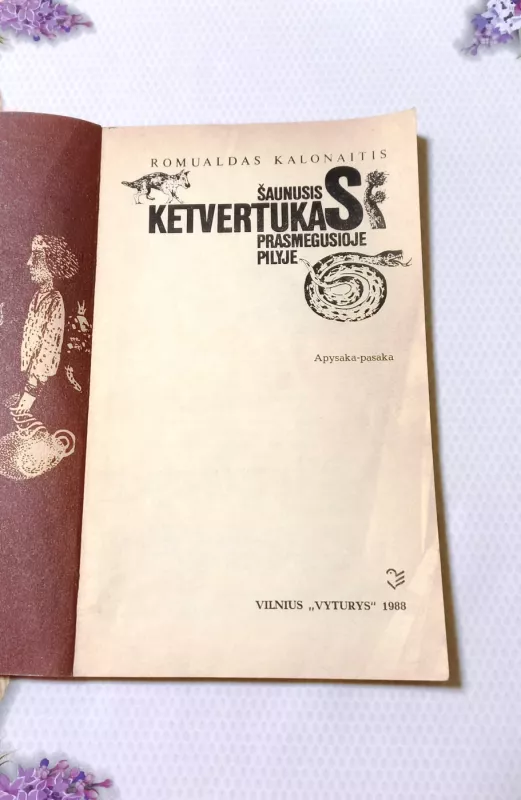 ROMUALDAS KALONAITIS
ŠAUNUSIS
KETVERTUKAS
PRASMEGUSIOJE
PILYJE
Apysaka-pasaka
VILNIUS „VYTURYS" 1988